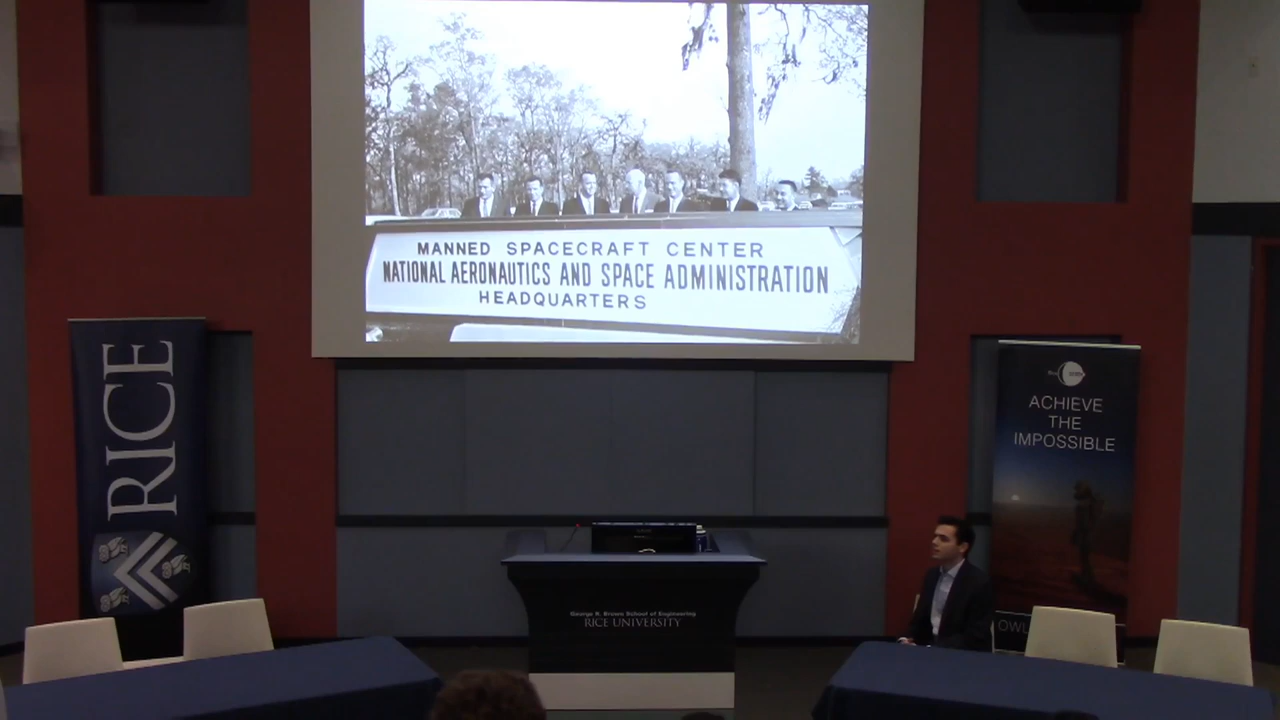 MANNED SPACECRAFT CENTER
NATIONAL AERONAUTICS AND SPACE ADMINISTRATION
HEADQUARTERS
RICE
ACHIEVE
THE
IMPOSSIBLE
George R. Brown School of Engineering
RICE UNIVERSITY
OWL